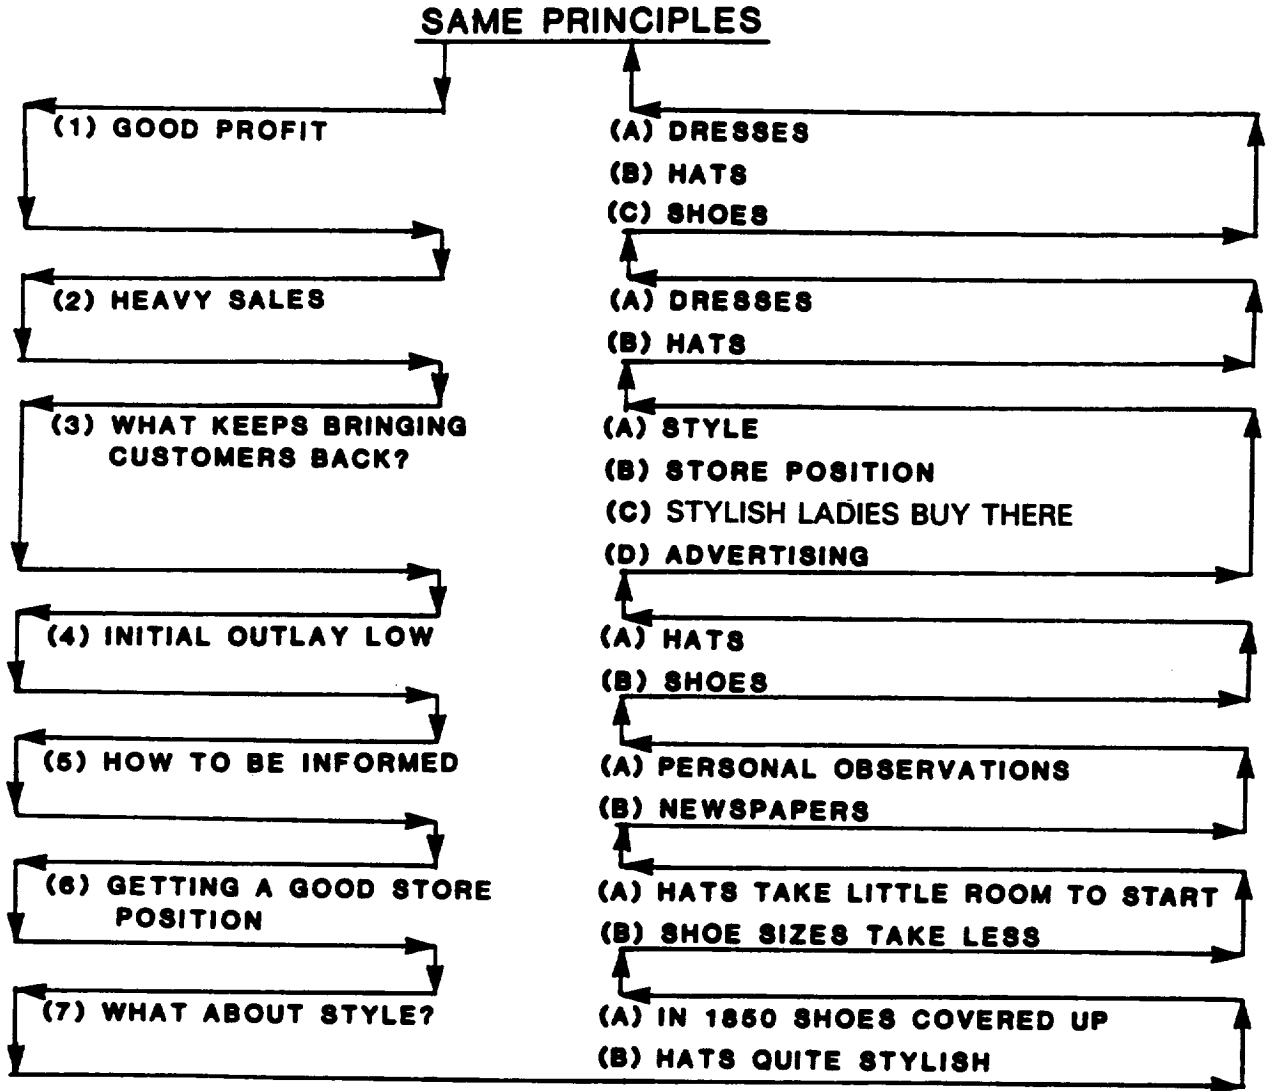 SAME PRINCIPLES
(1) GOOD PROFIT
(A) DRESSES
(B) HATS
(C) SHOES
(2) HEAVY SALES
(A) DRESSES
(B) HATS
(3) WHAT KEEPS BRINGING
CUSTOMERS BACK?
(A) STYLE
(B) STORE POSITION
(C) STYLISH LADIES BUY THERE
(D) ADVERTISING
(4) INITIAL OUTLAY LOW
(A) HATS
(B) SHOES
(5) HOW TO BE INFORMED
(A) PERSONAL OBSERVATIONS
(B) NEWSPAPERS
(6) GETTING A GOOD STORE
POSITION
(A) HATS TAKE LITTLE ROOM TO START
(B) SHOE SIZES TAKE LESS
(7) WHAT ABOUT STYLE?
(A) IN 1850 SHOES COVERED UP
(B) HATS QUITE STYLISH